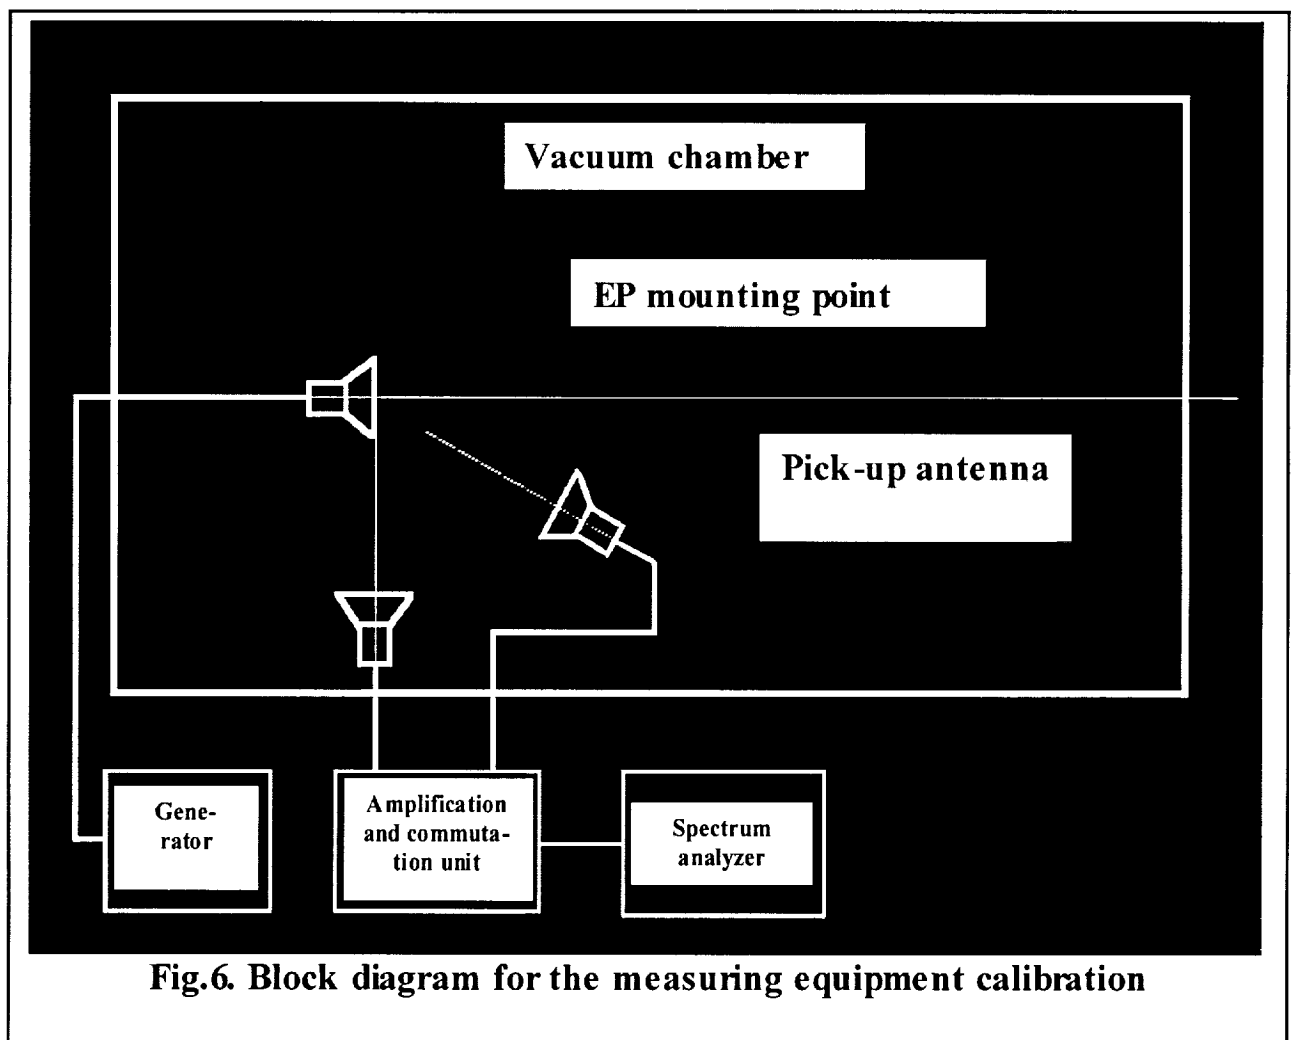 Vacuum chamber
EP mounting point
Pick-up antenna
Gene-
rator
Amplification
and commuta-
tion unit
Spectrum
analyzer
Fig.6. Block diagram for the measuring equipment calibration